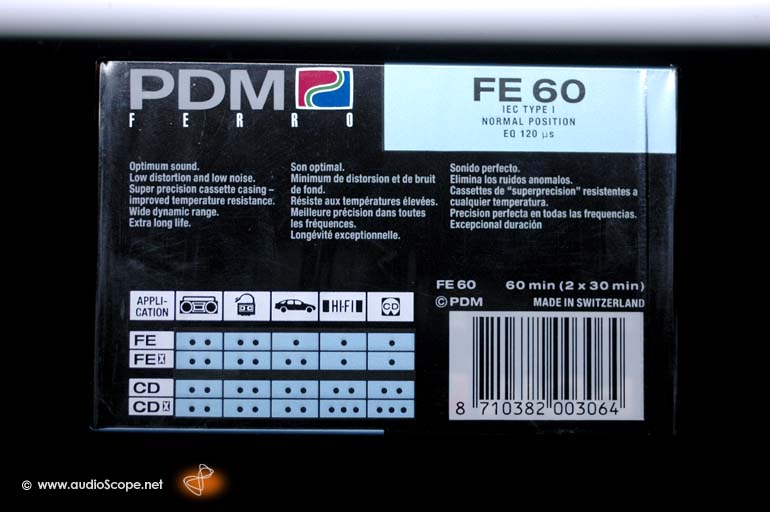 PDM
FERRO
FE 60
IEC TYPE I
NORMAL POSITION
EQ 120 µs
Optimum sound.
Low distortion and low noise.
Super precision cassette casing –
improved temperature resistance.
Wide dynamic range.
Extra long life.
Son optimal.
Minimum de distorsion et de bruit
de fond.
Résiste aux températures élevées.
Meilleure précision dans toutes
les fréquences.
Longévité exceptionnelle.
Sonido perfecto.
Elimina los ruidos anomalos.
Cassettes de "superprecision" resistentes a
cualquier temperatura.
Precision perfecta en todas las frequencias.
Excepcional duración
FE 60 60 min (2 x 30 min)
© PDM MADE IN SWITZERLAND
APPLI-
CATION
HI-FI
CD
FE
FE X
CD
CD X
8 710382 003064
© www.audioScope.net